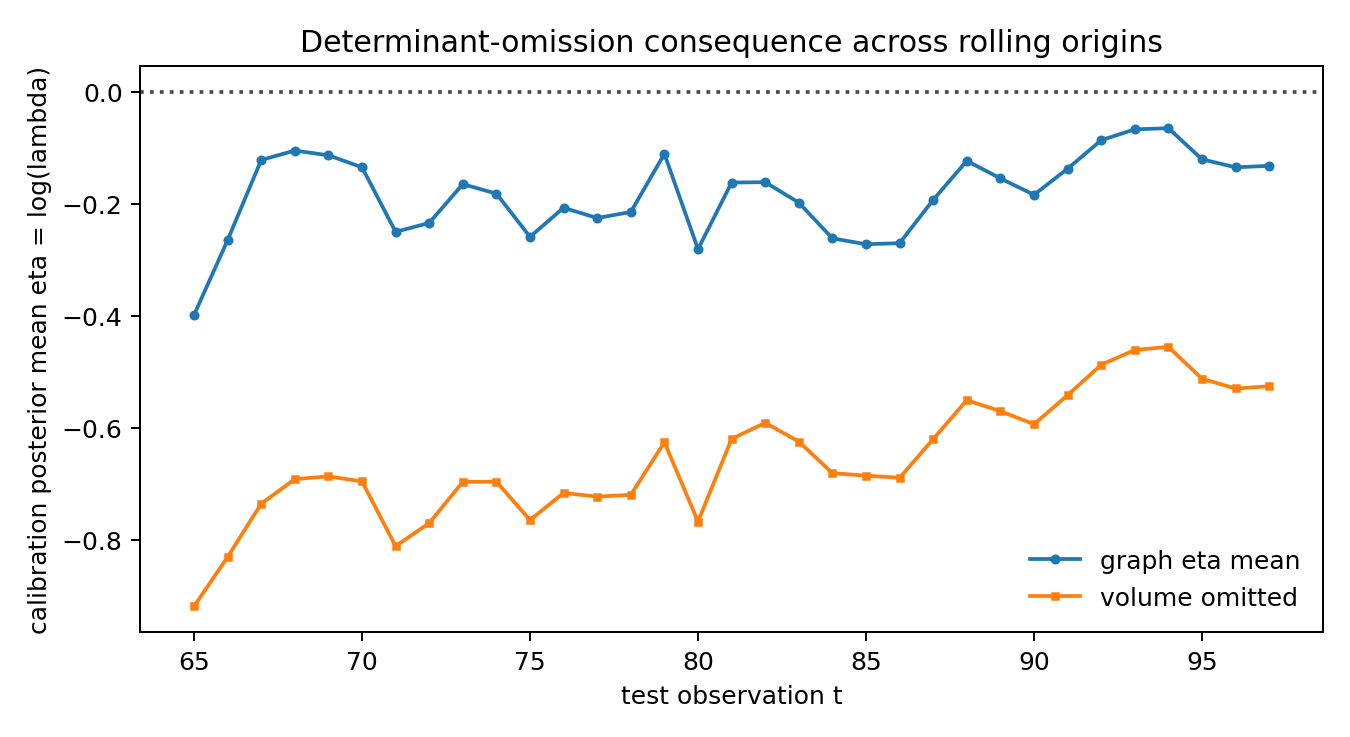 Determinant-omission consequence across rolling origins
calibration posterior mean eta = log(lambda)
0.0
−0.2
−0.4
−0.6
−0.8
graph eta mean
volume omitted
65 70 75 80 85 90 95
test observation t